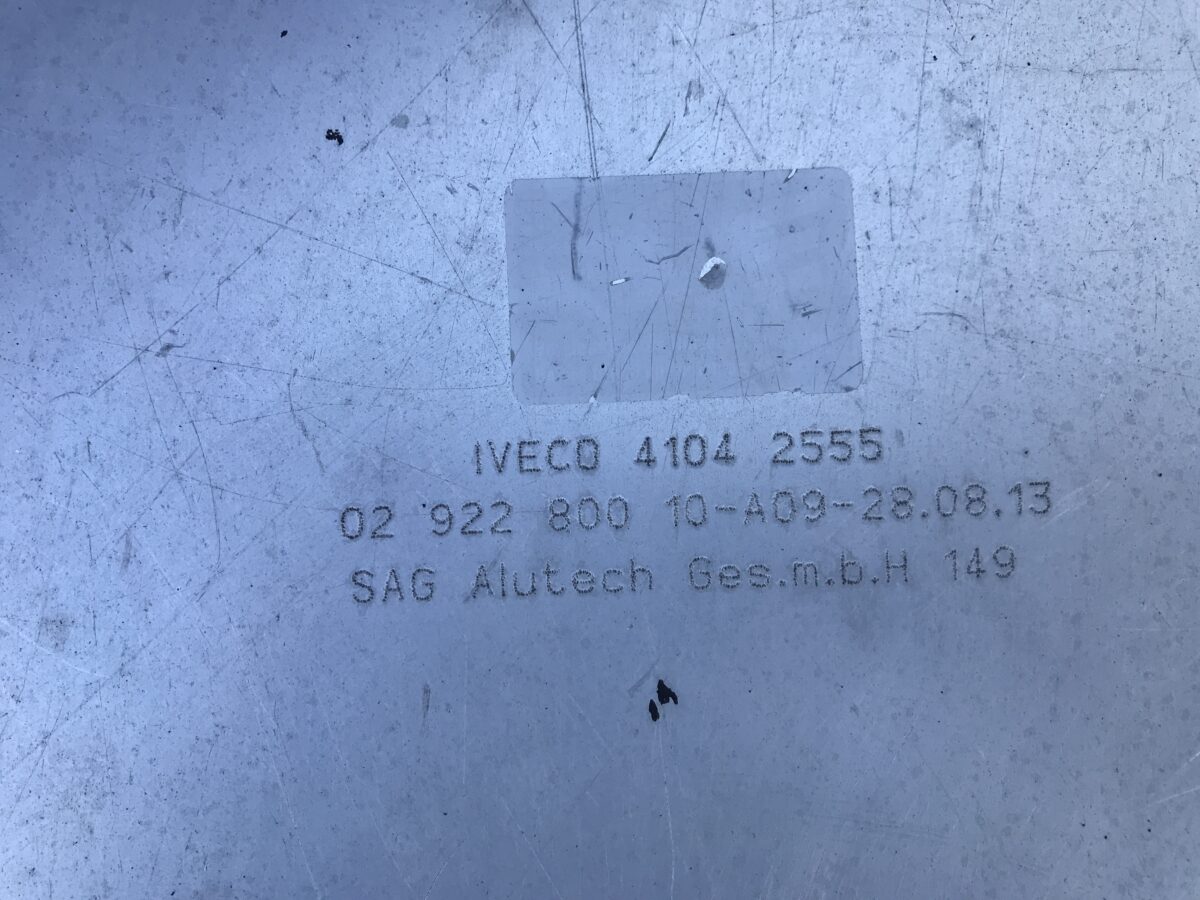 IVECO 4104 2555
02 922 800 10-A09-28.08.13
SAG Alutech Ges.m.b.H 149